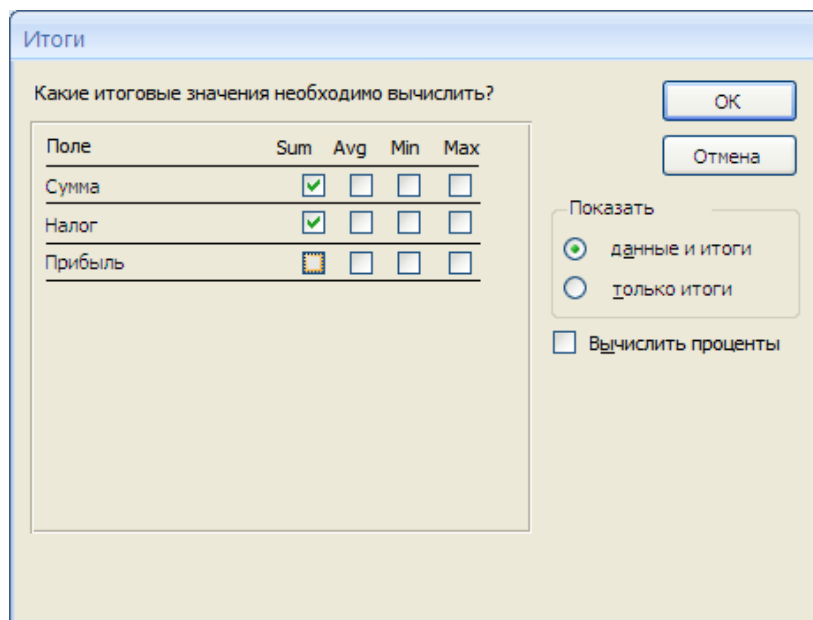 Итоги
Какие итоговые значения необходимо вычислить?
OK
Отмена
Поле Sum Avg Min Max
Сумма
Налог
Прибыль
Показать
данные и итоги
только итоги
Вычислить проценты